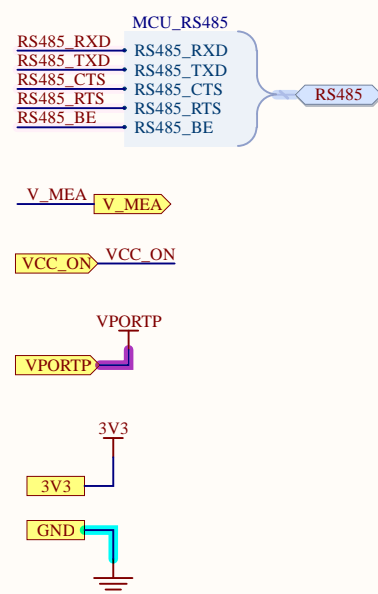 MCU_RS485
RS485_RXD RS485_RXD
RS485_TXD RS485_TXD
RS485_CTS RS485_CTS RS485
RS485_RTS RS485_RTS
RS485_BE RS485_BE
V_MEA V_MEA
VCC_ON VCC_ON
VPORTP
VPORTP
3V3
3V3
GND